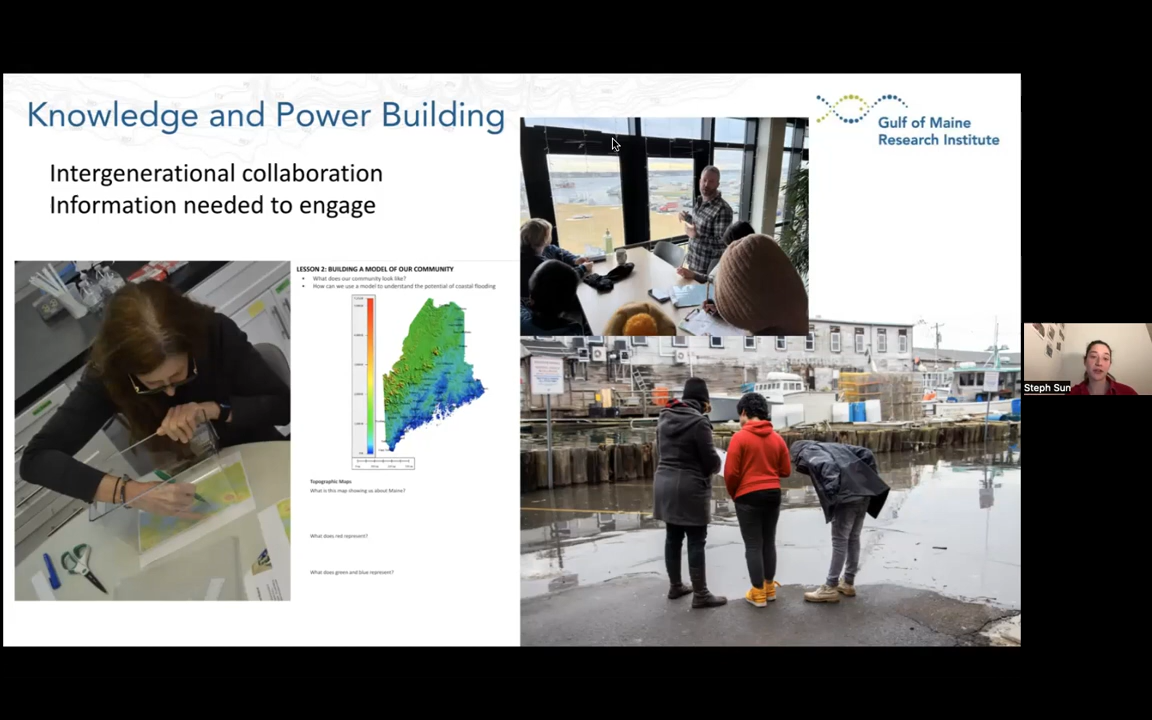 Knowledge and Power Building
Gulf of Maine
Research Institute
Intergenerational collaboration
Information needed to engage
LESSON 2: BUILDING A MODEL OF OUR COMMUNITY
What does our community look like?
How can we use a model to understand the potential of coastal flooding
Topographic Maps
What is this map showing us about Maine?
What does red represent?
What does green and blue represent?
Steph Sun